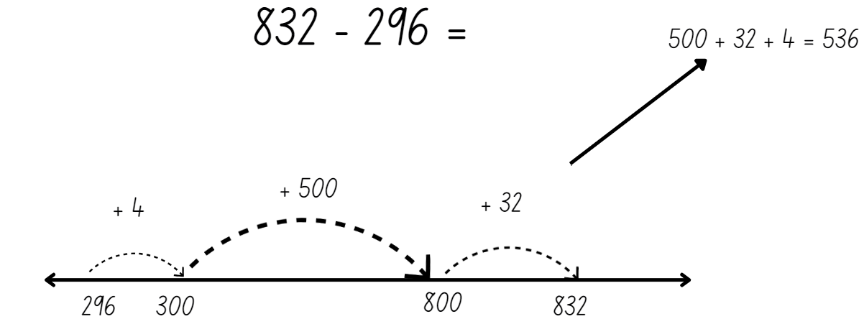 832 - 296 =
500 + 32 + 4 = 536
+ 4
+ 500
+ 32
296 300 800 832